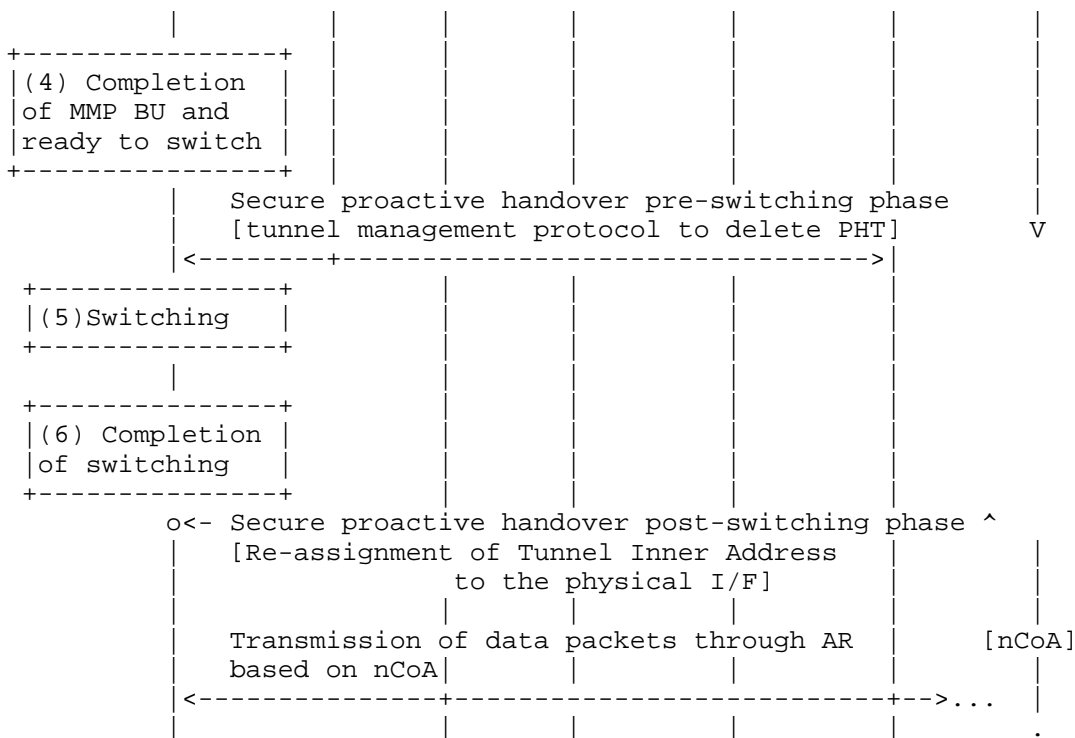 (4) Completion
of MMP BU and
ready to switch
Secure proactive handover pre-switching phase
[tunnel management protocol to delete PHT] V
(5)Switching
(6) Completion
of switching
o<- Secure proactive handover post-switching phase ^
[Re-assignment of Tunnel Inner Address
to the physical I/F]
Transmission of data packets through AR [nCoA]
based on nCoA